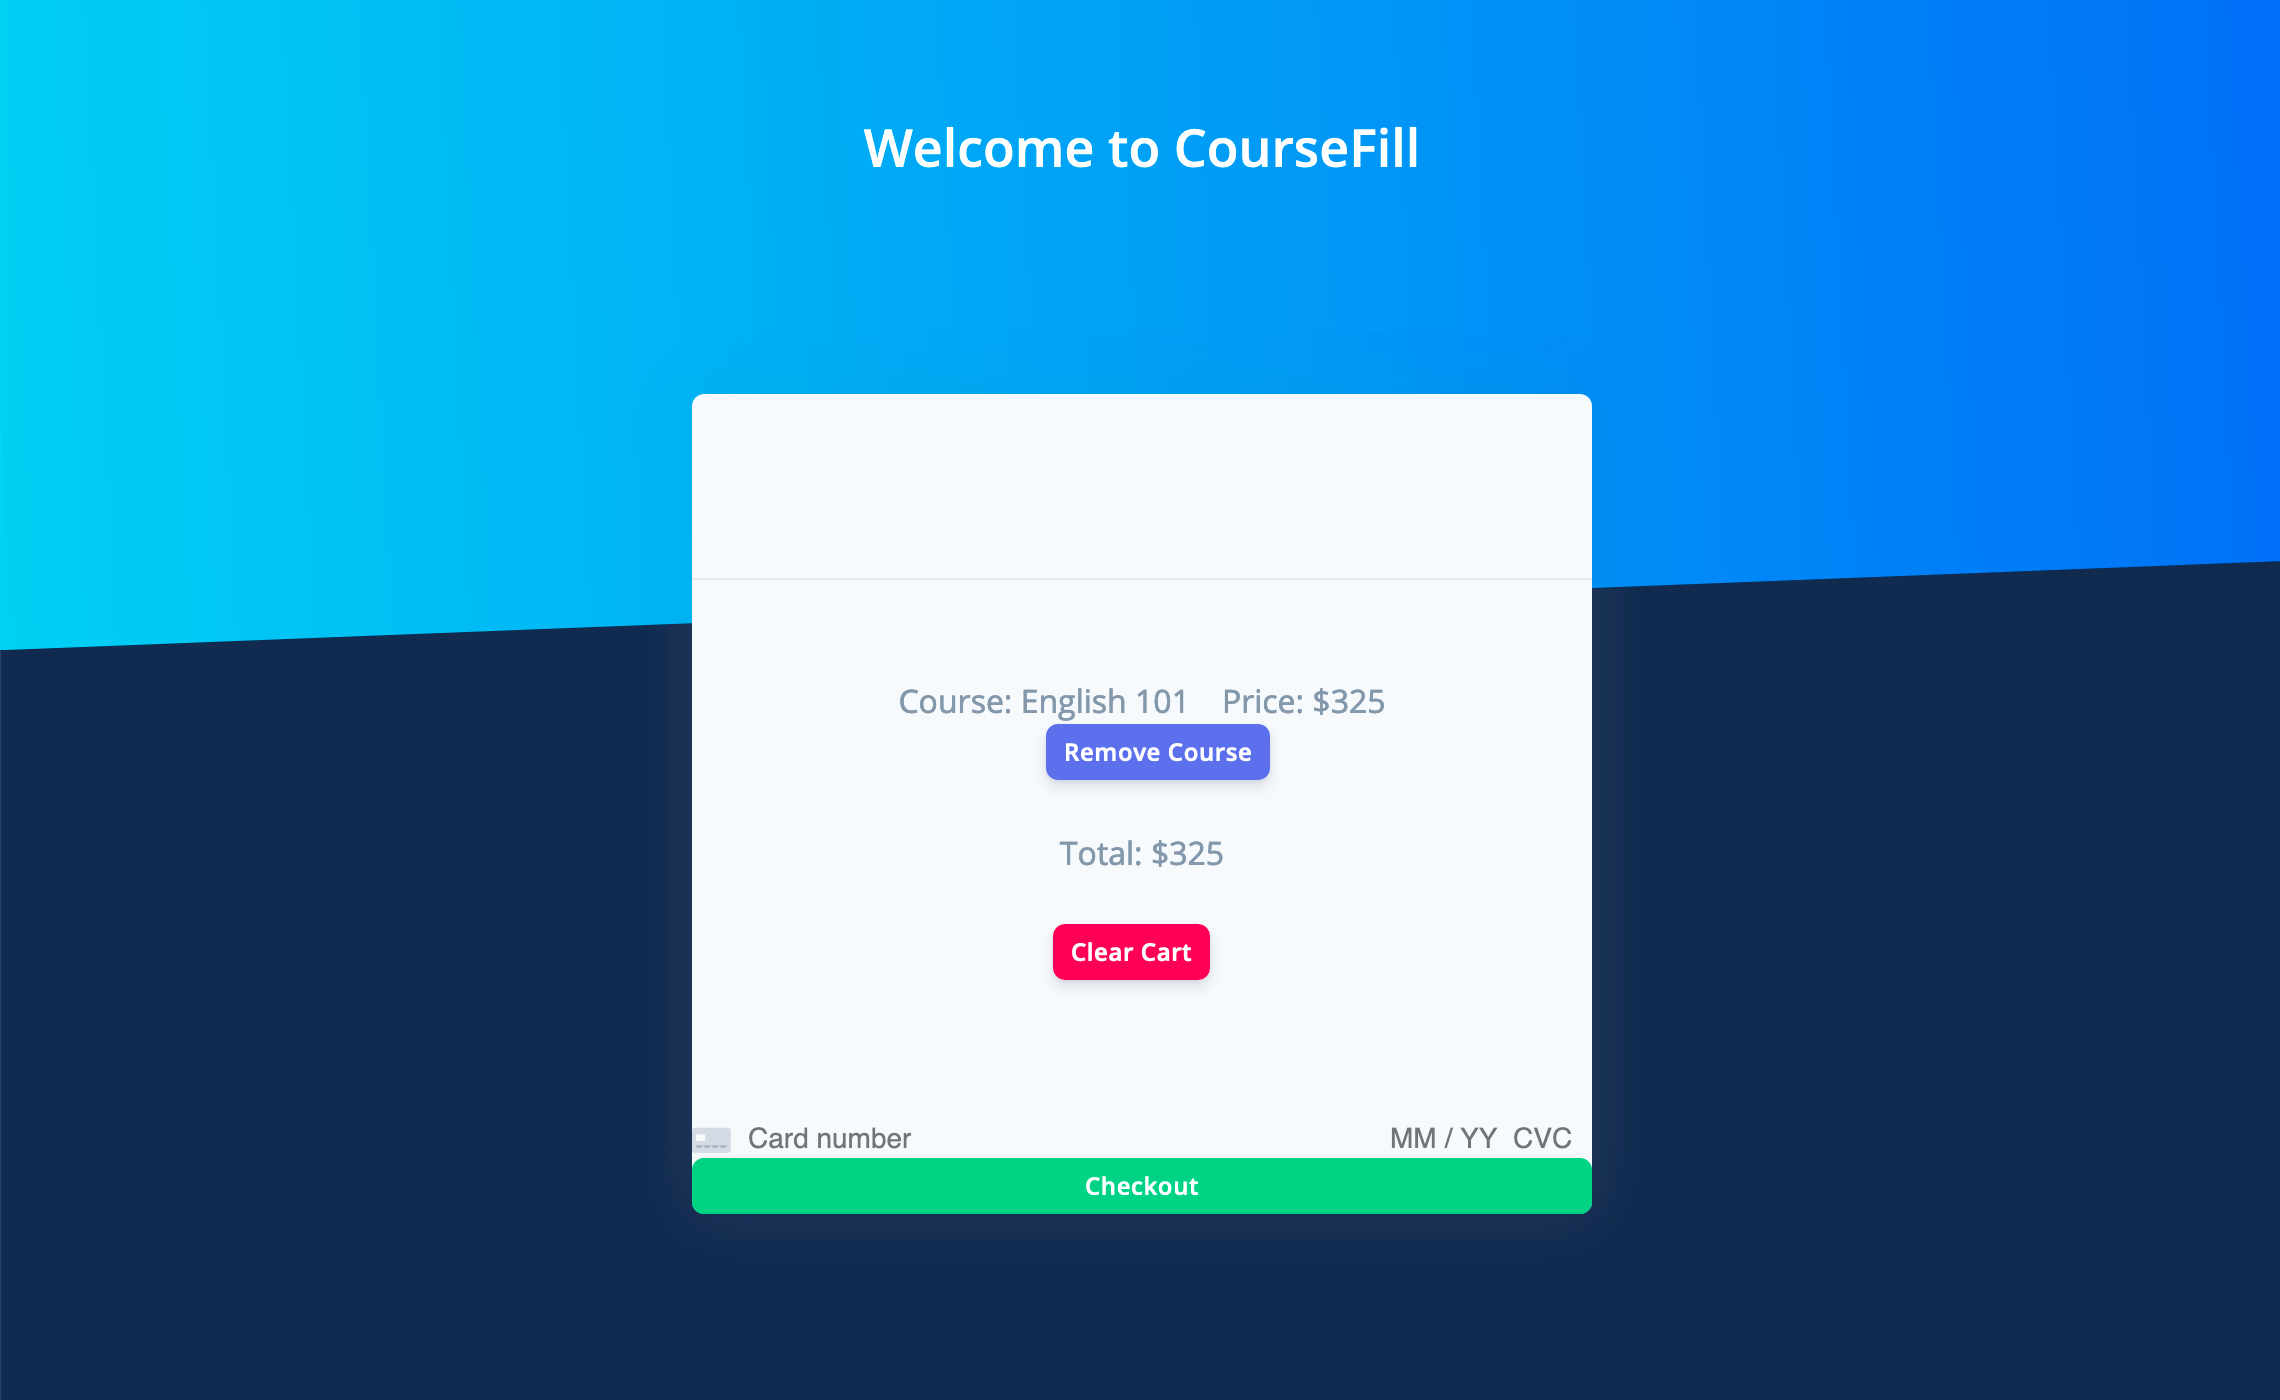 Welcome to CourseFill
Course: English 101 Price: $325
Remove Course
Total: $325
Clear Cart
Card number MM / YY CVC
Checkout